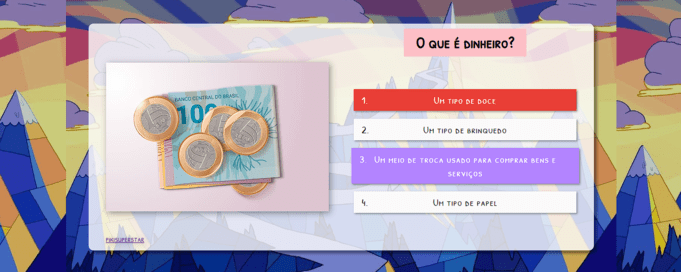 O que é dinheiro?
BANCO CENTRAL DO BRASIL
100
1. Um tipo de doce
2. Um tipo de brinquedo
3. Um meio de troca usado para comprar bens e
serviços
4. Um tipo de papel
PIKISUPERSTAR